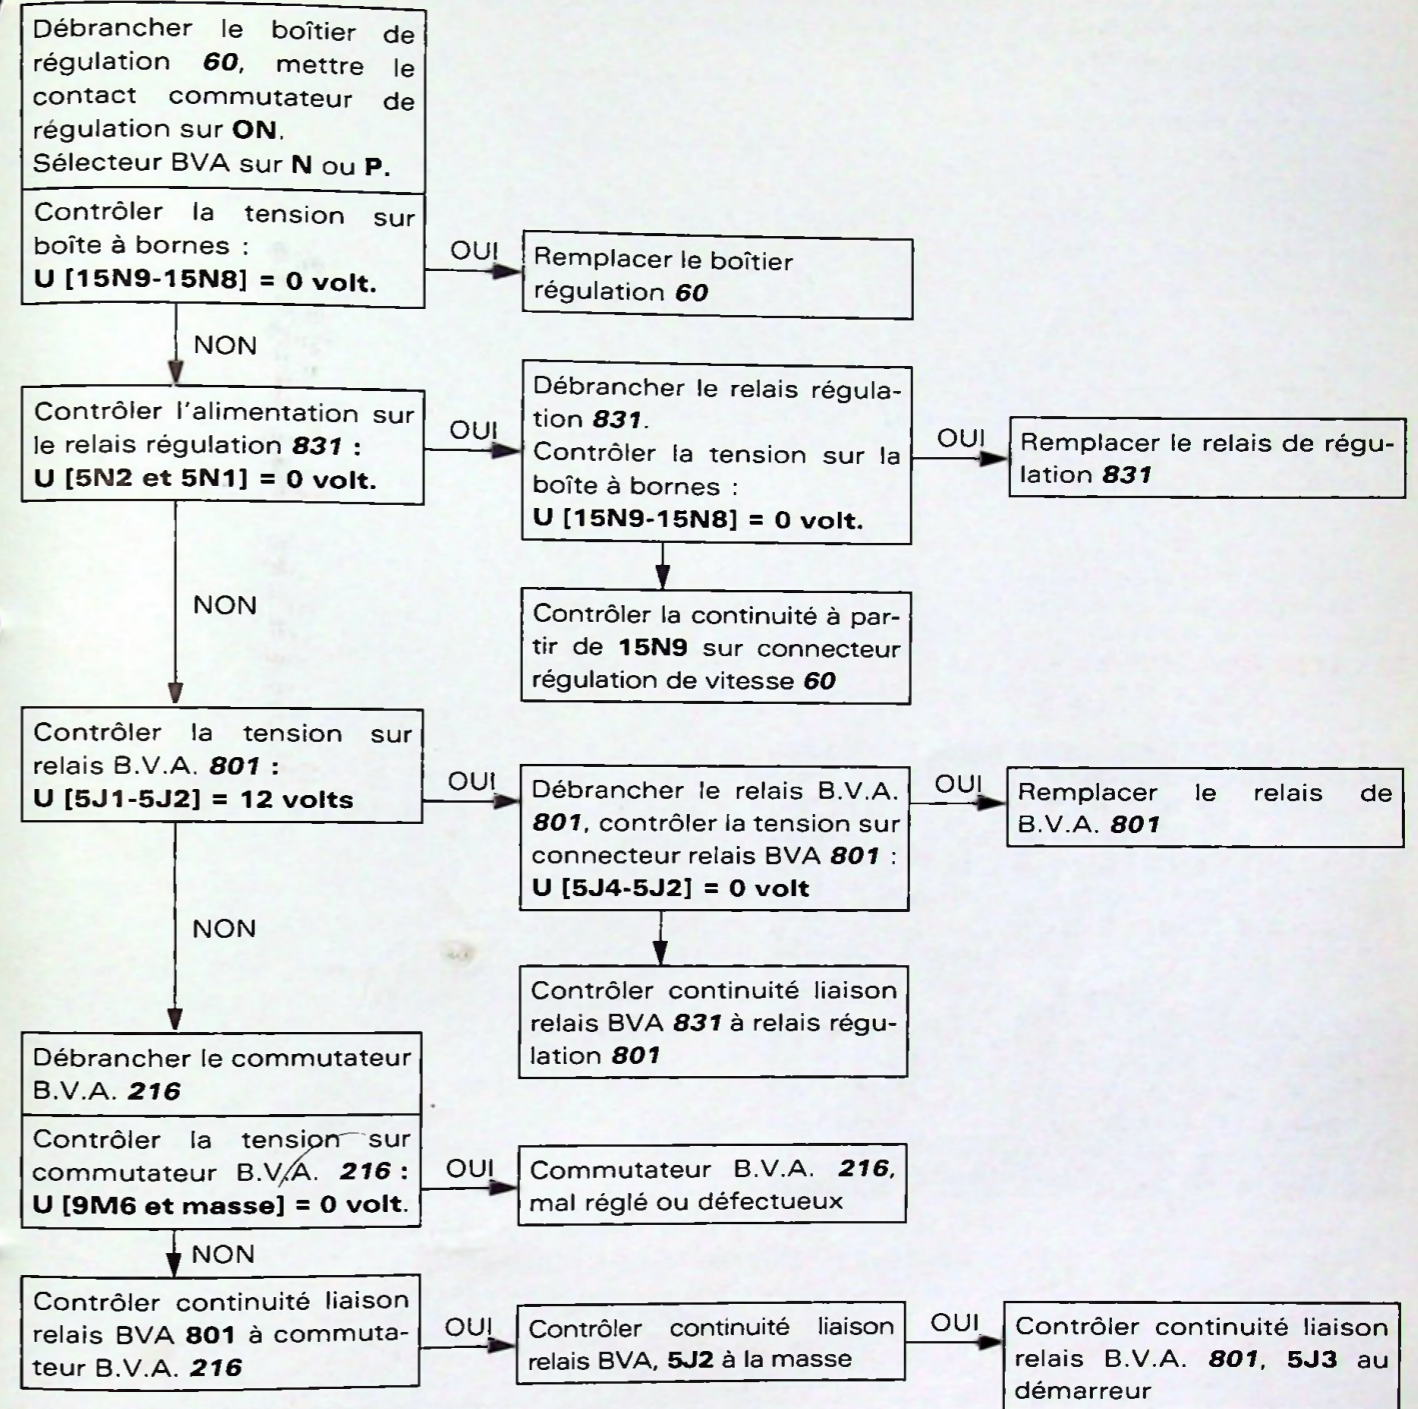 Débrancher le boîtier de
régulation 60, mettre le
contact commutateur de
régulation sur ON.
Sélecteur BVA sur N ou P.
Contrôler la tension sur
boîte à bornes :
U [15N9-15N8] = 0 volt.
OUI
Remplacer le boîtier
régulation 60
NON
Contrôler l'alimentation sur
le relais régulation 831 :
U [5N2 et 5N1] = 0 volt.
OUI
Débrancher le relais régula-
tion 831.
Contrôler la tension sur la
boîte à bornes :
U [15N9-15N8] = 0 volt.
OUI
Remplacer le relais de régu-
lation 831
Contrôler la continuité à par-
tir de 15N9 sur connecteur
régulation de vitesse 60
NON
Contrôler la tension sur
relais B.V.A. 801 :
U [5J1-5J2] = 12 volts
OUI
Débrancher le relais B.V.A.
801, contrôler la tension sur
connecteur relais BVA 801 :
U [5J4-5J2] = 0 volt
OUI
Remplacer le relais de
B.V.A. 801
Contrôler continuité liaison
relais BVA 831 à relais régu-
lation 801
NON
Débrancher le commutateur
B.V.A. 216
Contrôler la tension sur
commutateur B.V.A. 216 :
U [9M6 et masse] = 0 volt.
OUI
Commutateur B.V.A. 216,
mal réglé ou défectueux
NON
Contrôler continuité liaison
relais BVA 801 à commuta-
teur B.V.A. 216
OUI
Contrôler continuité liaison
relais BVA, 5J2 à la masse
OUI
Contrôler continuité liaison
relais B.V.A. 801, 5J3 au
démarreur